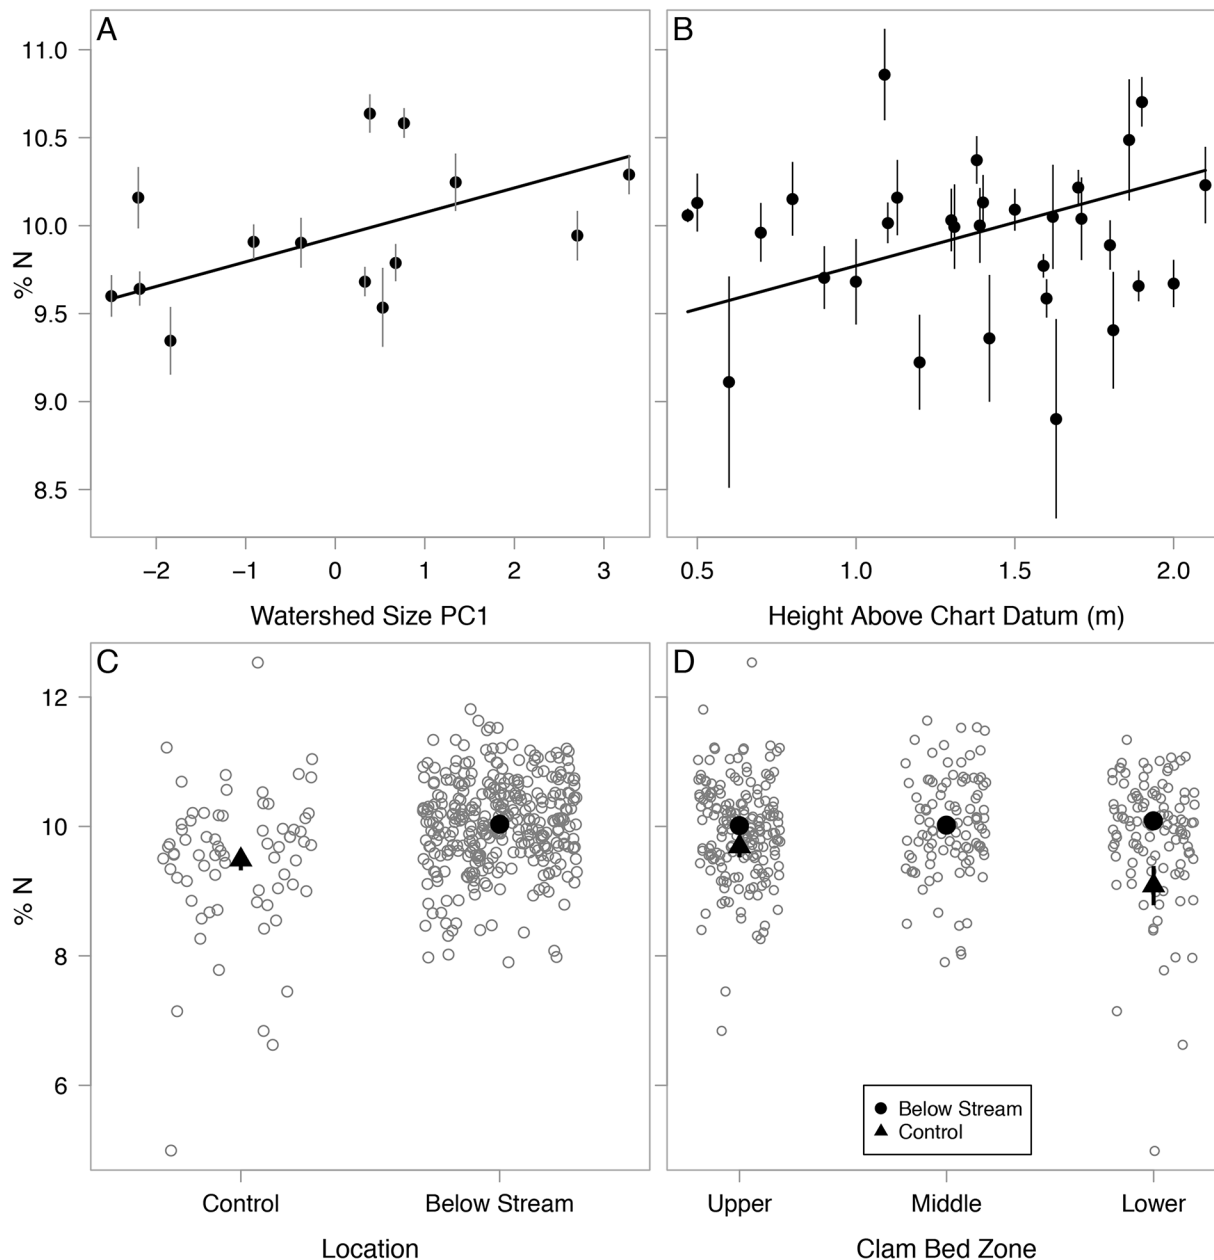 A
B
11.0
10.5
10.0
9.5
9.0
8.5
% N
−2 −1 0 1 2 3
0.5 1.0 1.5 2.0
Watershed Size PC1
Height Above Chart Datum (m)
C
D
12
10
8
6
% N
Below Stream
Control
Control Below Stream
Upper Middle Lower
Location
Clam Bed Zone